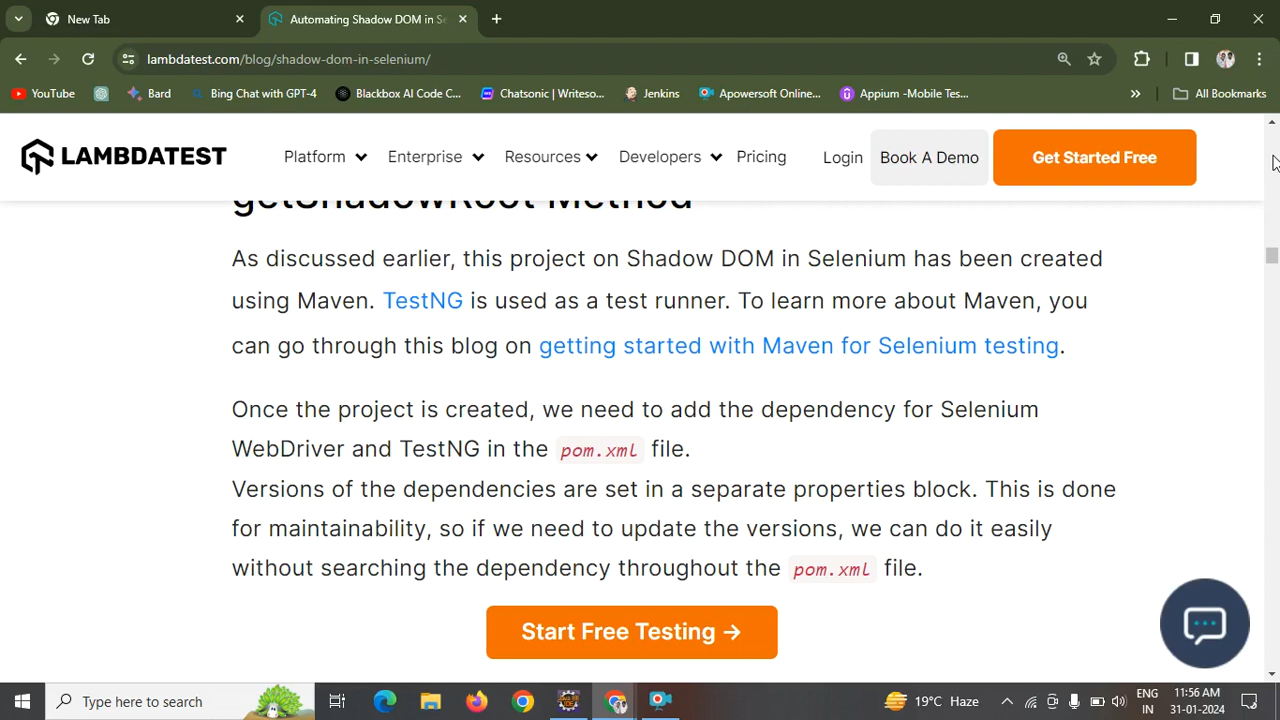 New Tab
Automating Shadow DOM in Se
lambdatest.com/blog/shadow-dom-in-selenium/
YouTube
Bard
Bing Chat with GPT-4
Blackbox AI Code C...
Chatsonic | Writeso...
Jenkins
Apowersoft Online...
Appium -Mobile Tes...
All Bookmarks
LAMBDATEST
Platform
Enterprise
Resources
Developers
Pricing
Login
Book A Demo
Get Started Free
getShadowRoot Method
As discussed earlier, this project on Shadow DOM in Selenium has been created
using Maven. TestNG is used as a test runner. To learn more about Maven, you
can go through this blog on getting started with Maven for Selenium testing.
Once the project is created, we need to add the dependency for Selenium
WebDriver and TestNG in the pom.xml file.
Versions of the dependencies are set in a separate properties block. This is done
for maintainability, so if we need to update the versions, we can do it easily
without searching the dependency throughout the pom.xml file.
Start Free Testing →
Type here to search
19°C Haze
ENG
IN
11:56 AM
31-01-2024